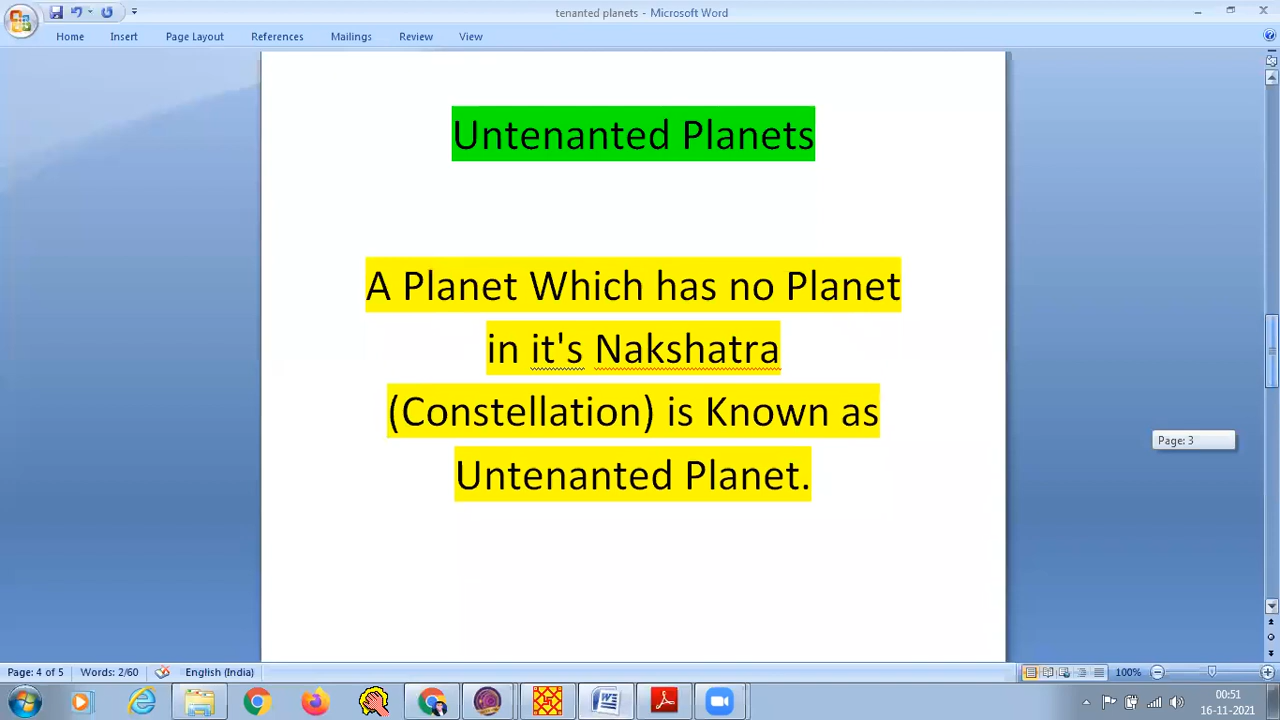 tenanted planets - Microsoft Word
Home Insert Page Layout References Mailings Review View
Untenanted Planets
A Planet Which has no Planet
in it's Nakshatra
(Constellation) is Known as
Untenanted Planet.
Page: 3
Page: 4 of 5 Words: 2/60 English (India) 100%
00:51
16-11-2021